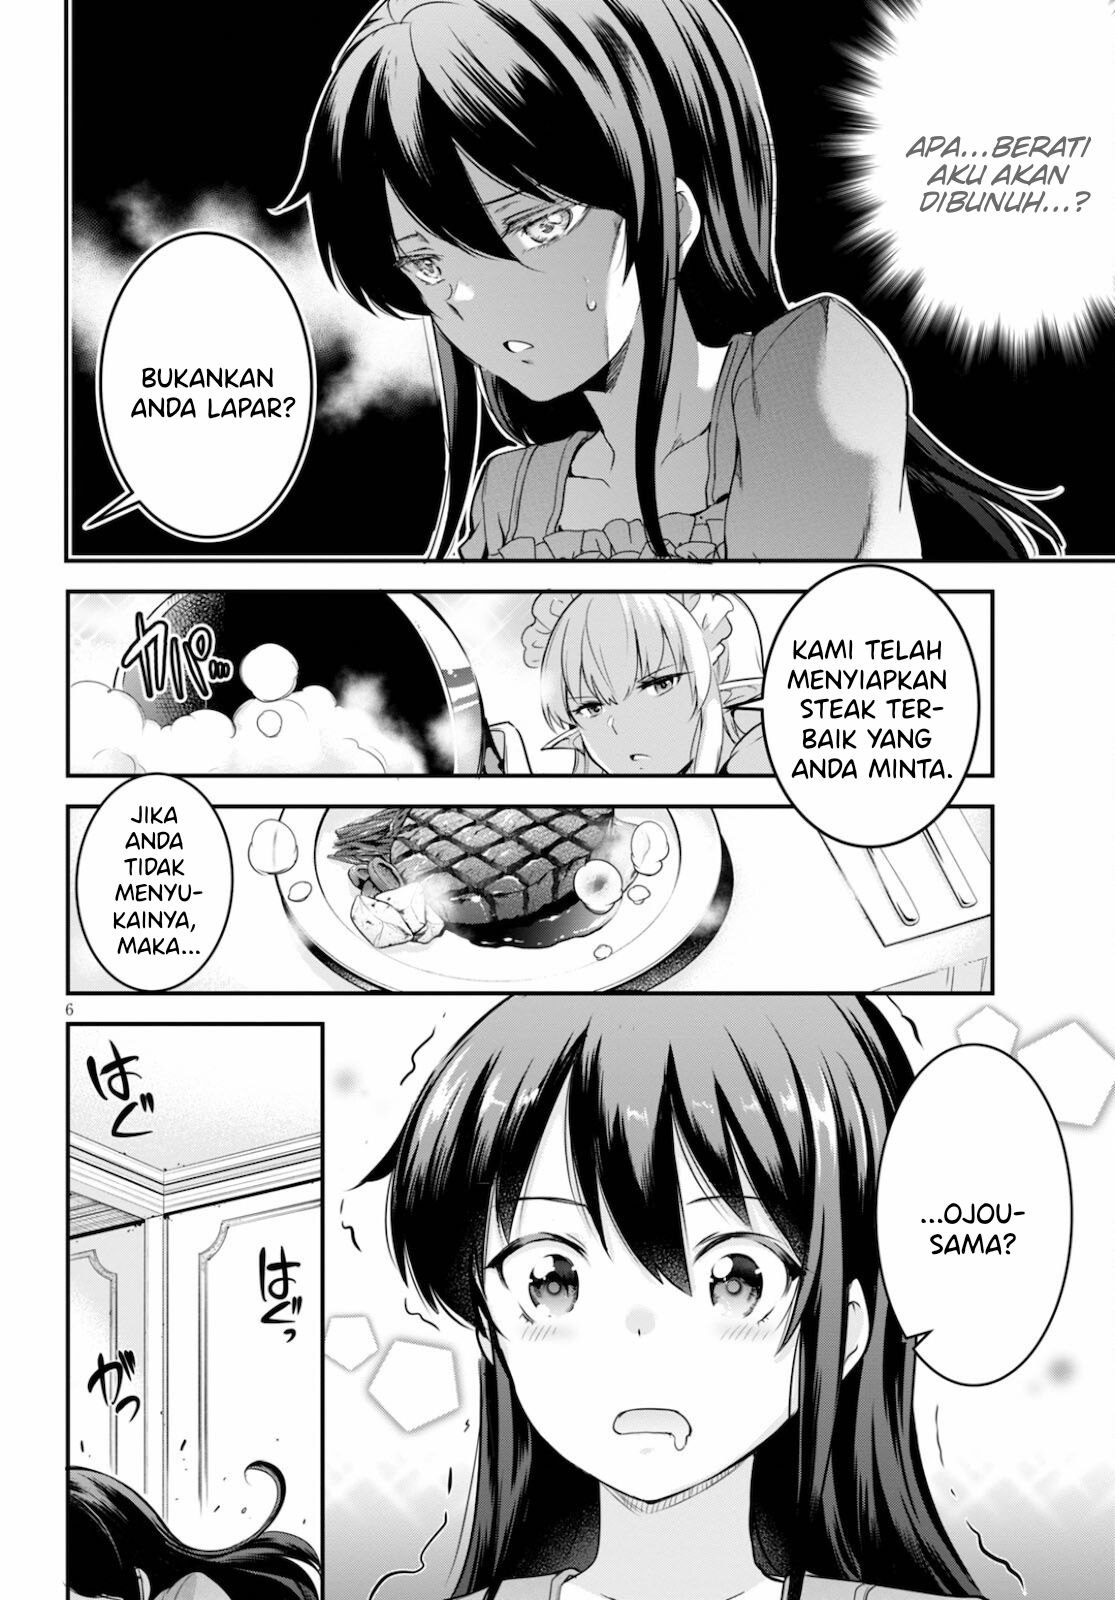 APA...BERATI
AKU AKAN
DIBUNUH...?
BUKANKAN
ANDA LAPAR?
KAMI TELAH
MENYIAPKAN
STEAK TER-
BAIK YANG
ANDA MINTA.
カパ...
JIKA
ANDA
TIDAK
MENYU-
KAINYA,
MAKA...
6
...OJOU-
SAMA?
はぐ
はぐっ
がっ